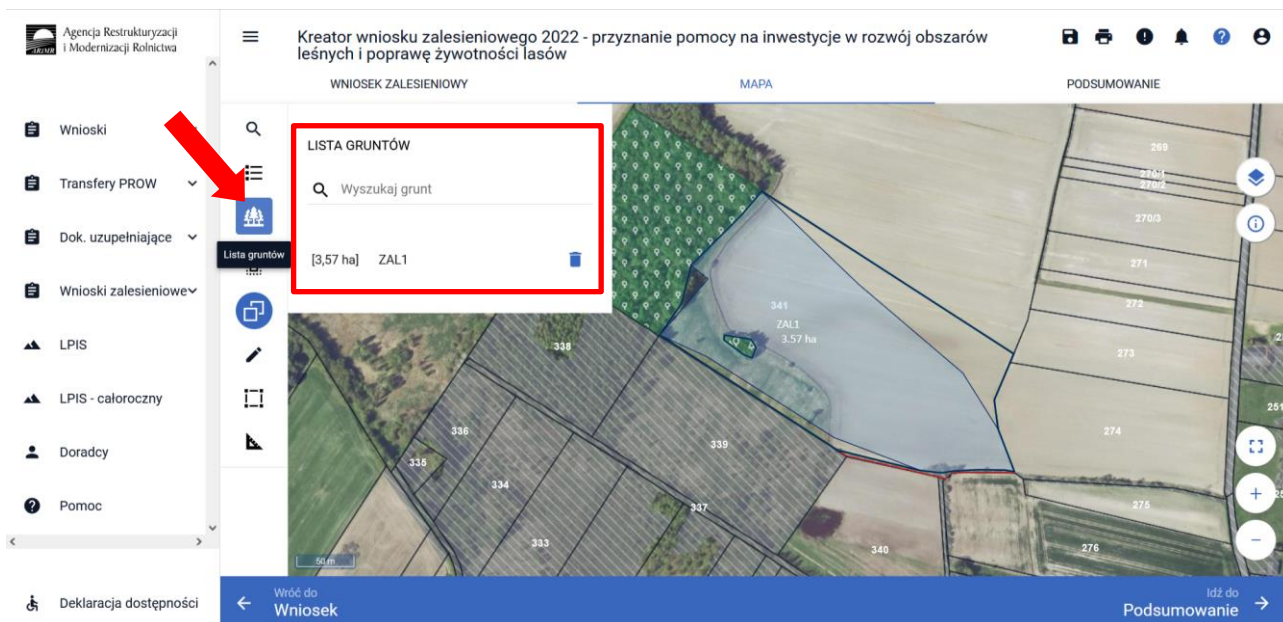 Agencja Restrukturyzacji
i Modernizacji Rolnictwa
ARiMR
Kreator wniosku zalesieniowego 2022 - przyznanie pomocy na inwestycje w rozwój obszarów
leśnych i poprawę żywotności lasów
WNIOSEK ZALESIENIOWY
MAPA
PODSUMOWANIE
Wnioski
Transfery PROW
Dok. uzupełniające
Wnioski zalesieniowe
LPIS
LPIS - całoroczny
Doradcy
Pomoc
Deklaracja dostępności
Lista gruntów
LISTA GRUNTÓW
Wyszukaj grunt
[3,57 ha] ZAL1
269
270/1
270/2
270/3
271
272
273
274
275
276
251
341
ZAL1
3.57 ha
338
339
336
335
334
337
333
340
50 m
Wróć do
Wniosek
Idź do
Podsumowanie